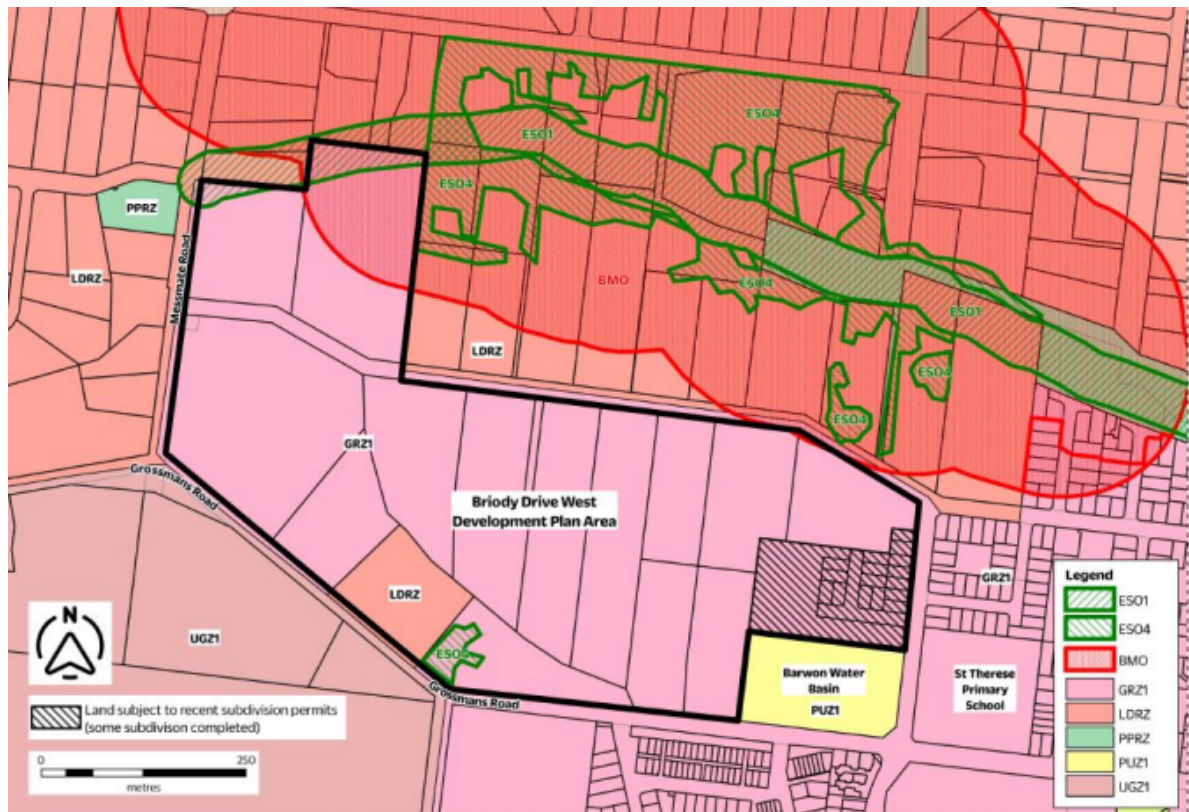 ESO4
ESO1
ESO4
PPRZ
LDRZ
Messmate Road
BMO
ESO4
ESO1
LDRZ
ESO4
ESO4
GRZ1
Grossmans Road
Briody Drive West
Development Plan Area
GRZ1
LDRZ
UGZ1
ESO4
Grossmans Road
Barwon Water
Basin
PUZ1
St Therese
Primary
School
N
Land subject to recent subdivision permits
(some subdivison completed)
0 250
metres
Legend
ESO1
ESO4
BMO
GRZ1
LDRZ
PPRZ
PUZ1
UGZ1